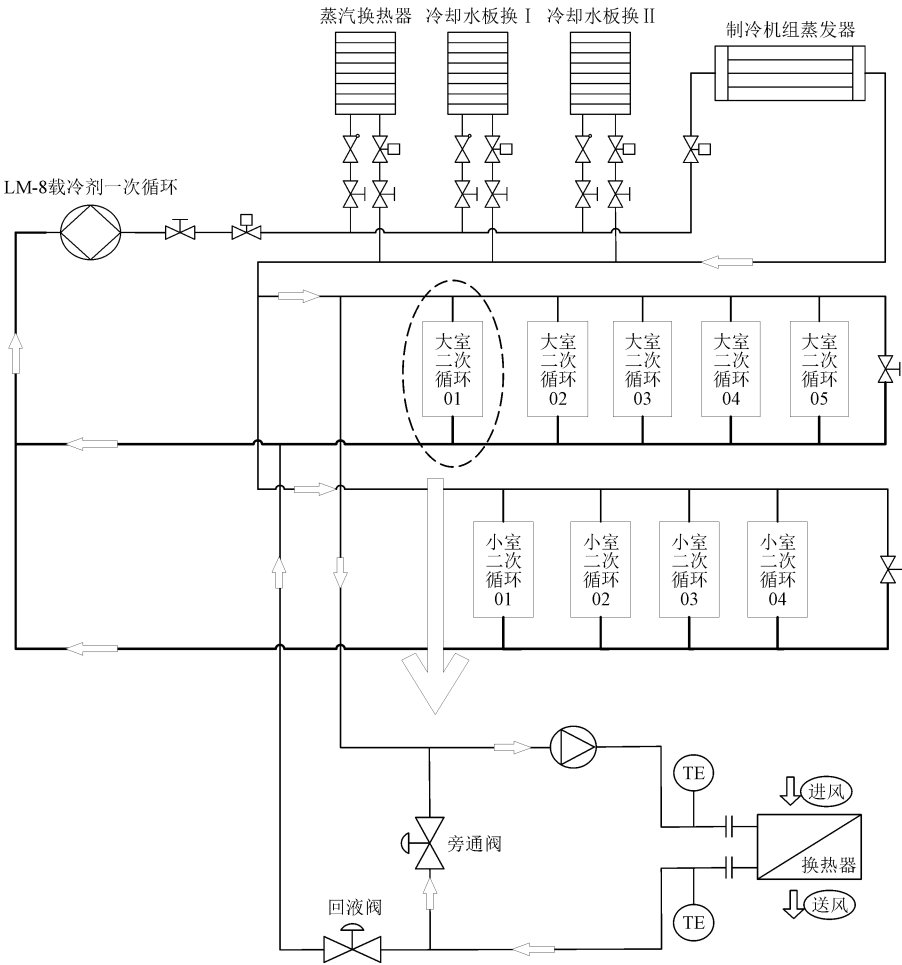 蒸汽换热器
冷却水板换Ⅰ
冷却水板换Ⅱ
制冷机组蒸发器
LM-8载冷剂一次循环
大室
二次
循环
01
大室
二次
循环
02
大室
二次
循环
03
大室
二次
循环
04
大室
二次
循环
05
小室
二次
循环
01
小室
二次
循环
02
小室
二次
循环
03
小室
二次
循环
04
TE
进风
旁通阀
换热器
回液阀
TE
送风